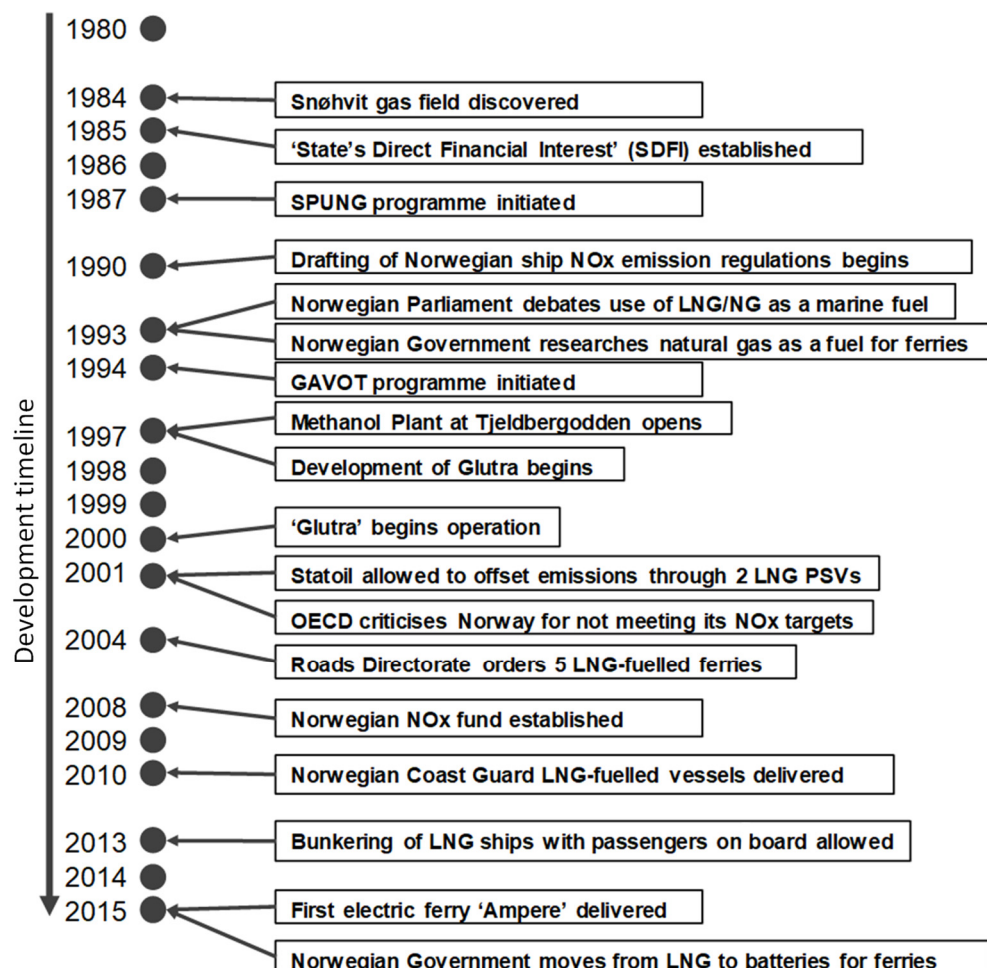 Development timeline
1980
1984
Snøhvit gas field discovered
1985
‘State’s Direct Financial Interest’ (SDFI) established
1986
1987
SPUNG programme initiated
1990
Drafting of Norwegian ship NOx emission regulations begins
1993
Norwegian Parliament debates use of LNG/NG as a marine fuel
Norwegian Government researches natural gas as a fuel for ferries
1994
GAVOT programme initiated
1997
Methanol Plant at Tjeldbergodden opens
Development of Glutra begins
1998
1999
2000
‘Glutra’ begins operation
2001
Statoil allowed to offset emissions through 2 LNG PSVs
OECD criticises Norway for not meeting its NOx targets
2004
Roads Directorate orders 5 LNG-fuelled ferries
2008
Norwegian NOx fund established
2009
2010
Norwegian Coast Guard LNG-fuelled vessels delivered
2013
Bunkering of LNG ships with passengers on board allowed
2014
2015
First electric ferry ‘Ampere’ delivered
Norwegian Government moves from LNG to batteries for ferries